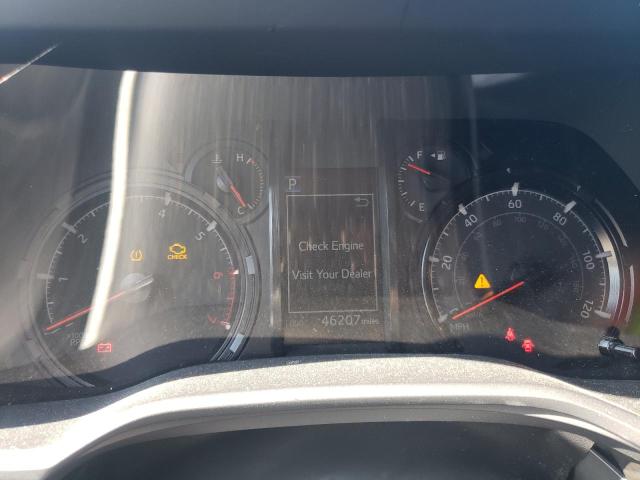 H
C
F
E
P
Check Engine
Visit Your Dealer
46207 miles
1
2
4
5
6
CHECK
20
40
60
80
100
120
MPH